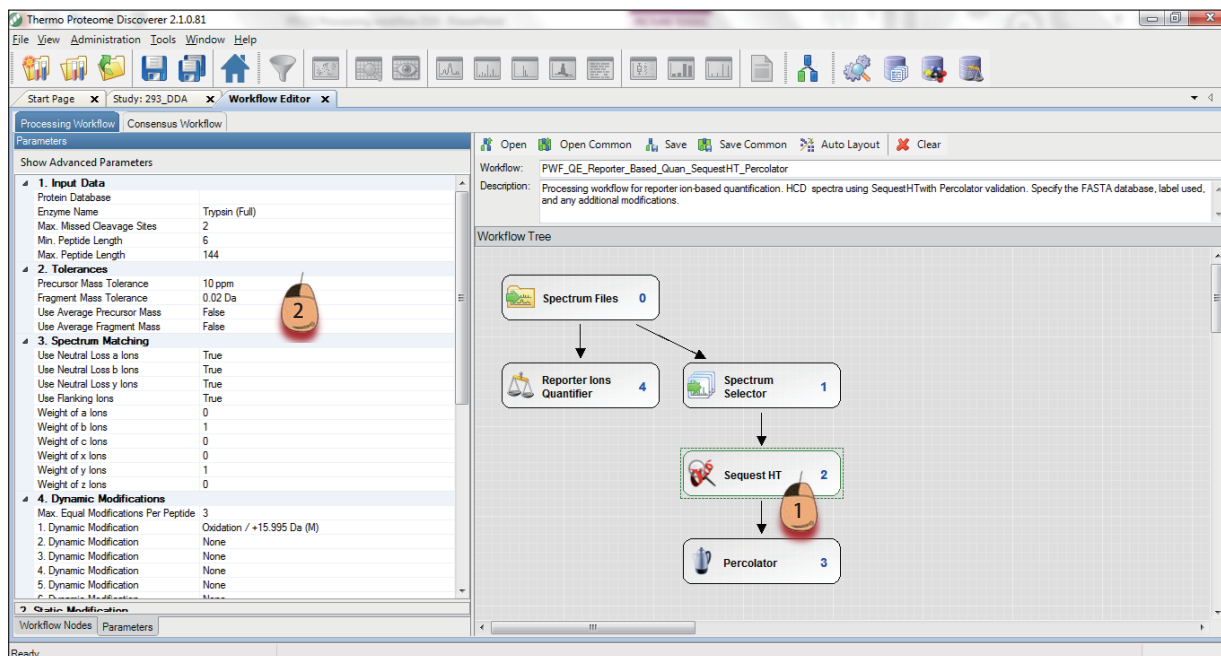 Thermo Proteome Discoverer 2.1.0.81
File View Administration Tools Window Help
Start Page x Study: 293_DDA x Workflow Editor x
Processing Workflow Consensus Workflow
Parameters
Show Advanced Parameters
1. Input Data
Protein Database
Enzyme Name Trypsin (Full)
Max. Missed Cleavage Sites 2
Min. Peptide Length 6
Max. Peptide Length 144
2. Tolerances
Precursor Mass Tolerance 10 ppm
Fragment Mass Tolerance 0.02 Da
Use Average Precursor Mass False
Use Average Fragment Mass False
2
3. Spectrum Matching
Use Neutral Loss a Ions True
Use Neutral Loss b Ions True
Use Neutral Loss y Ions True
Use Flanking Ions True
Weight of a Ions 0
Weight of b Ions 1
Weight of c Ions 0
Weight of x Ions 0
Weight of y Ions 1
Weight of z Ions 0
4. Dynamic Modifications
Max. Equal Modifications Per Peptide 3
1. Dynamic Modification Oxidation / +15.995 Da (M)
2. Dynamic Modification None
3. Dynamic Modification None
4. Dynamic Modification None
5. Dynamic Modification None
6. Dynamic Modification None
2. Static Modification
Workflow Nodes Parameters
Ready
Open Open Common Save Save Common Auto Layout Clear
Workflow: PWF_QE_Reporter_Based_Quan_SequestHT_Percolator
Description: Processing workflow for reporter ion-based quantification. HCD spectra using SequestHTwith Percolator validation. Specify the FASTA database, label used,
and any additional modifications.
Workflow Tree
Spectrum Files 0
Reporter Ions
Quantifier 4
Spectrum
Selector 1
Sequest HT 2
1
Percolator 3